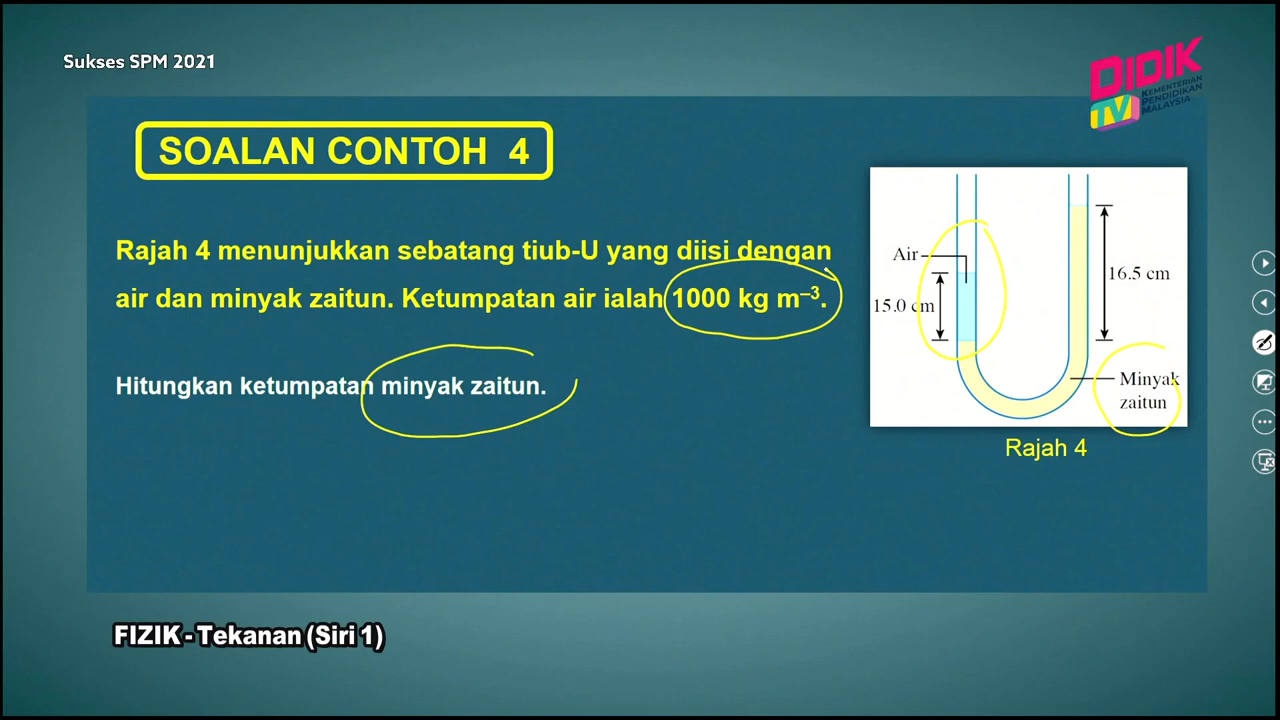 Sukses SPM 2021
DIDIK
TV
KEMENTERIAN
PENDIDIKAN
MALAYSIA
SOALAN CONTOH 4
Rajah 4 menunjukkan sebatang tiub-U yang diisi dengan
air dan minyak zaitun. Ketumpatan air ialah 1000 kg m⁻³.
Hitungkan ketumpatan minyak zaitun.
Air
15.0 cm
16.5 cm
Minyak
zaitun
Rajah 4
FIZIK - Tekanan (Siri 1)